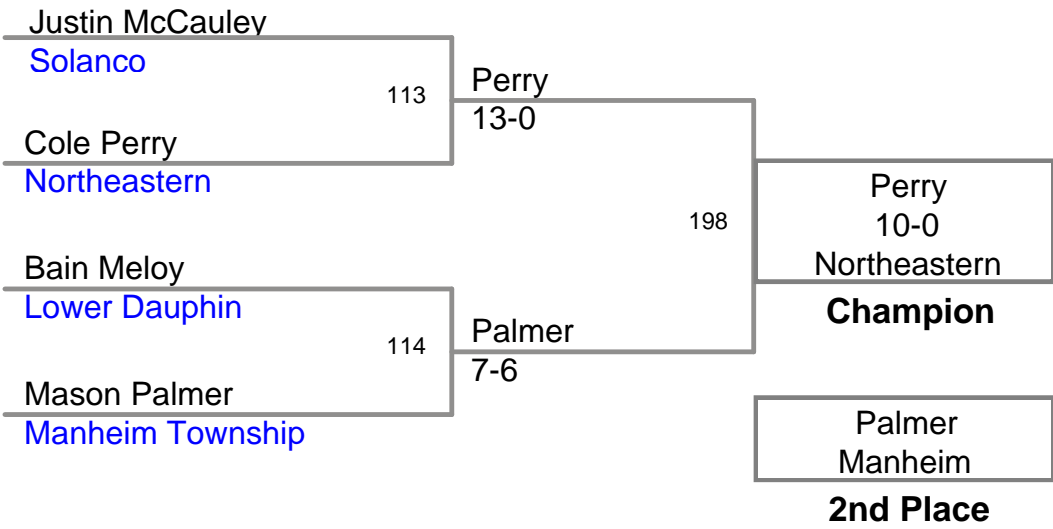 Justin McCauley
Solanco
113
Perry
13-0
Cole Perry
Northeastern
Perry
10-0
Northeastern
Champion
198
Bain Meloy
Lower Dauphin
114
Palmer
7-6
Mason Palmer
Manheim Township
Palmer
Manheim
2nd Place